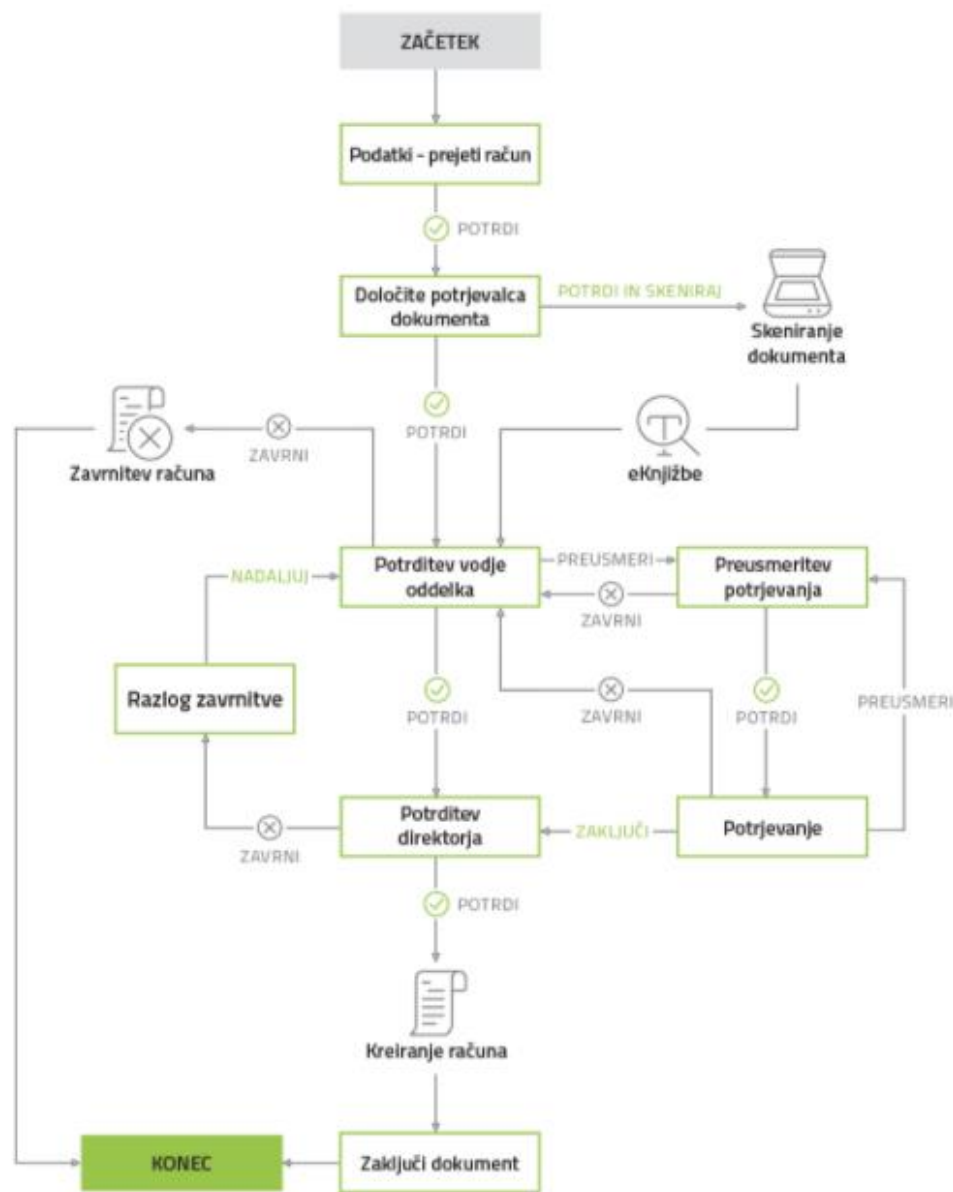 ZAČETEK
Podatki - prejeti račun
POTRDI
Določite potrjevalca
dokumenta
POTRDI IN SKENIRAJ
Skeniranje
dokumenta
POTRDI
ZAVRNI
Zavrnitev računa
eKnjižbe
Potrditev vodje
oddelka
PREUSMERI
Preusmeritev
potrjevanja
NADALJUJ
ZAVRNI
Razlog zavrnitve
POTRDI
ZAVRNI
POTRDI
PREUSMERI
Potrditev
direktorja
ZAKLJUČI
Potrjevanje
ZAVRNI
POTRDI
Kreiranje računa
KONEC
Zaključi dokument